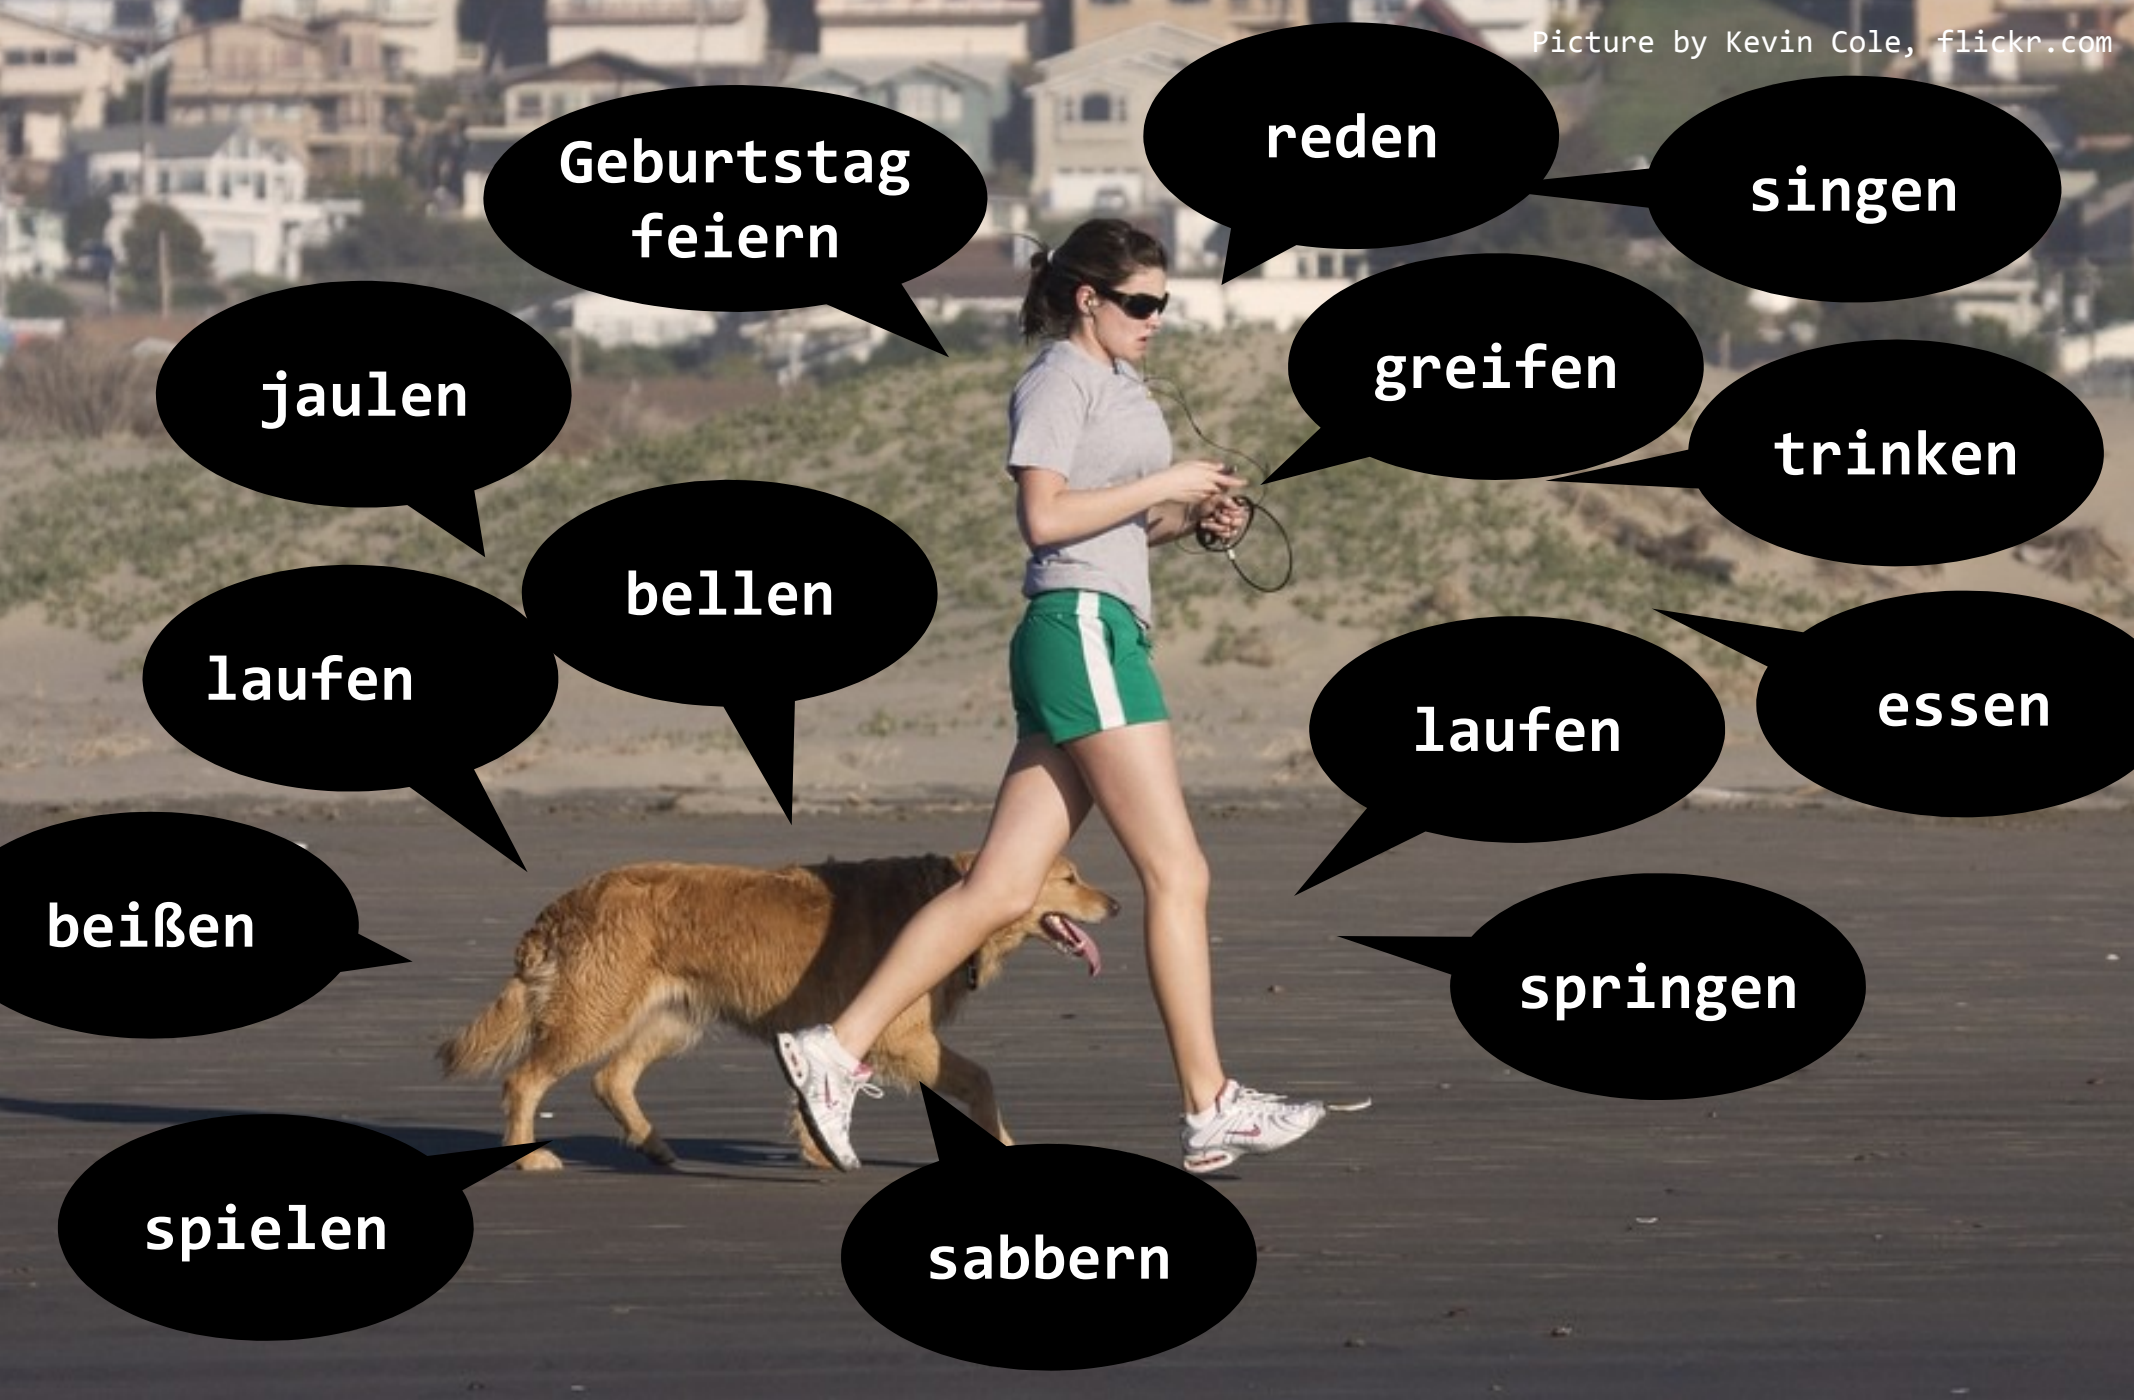 Picture by Kevin Cole, flickr.com
reden
Geburtstag
feiern
singen
jaulen
greifen
trinken
bellen
laufen
laufen
essen
beißen
springen
spielen
sabbern